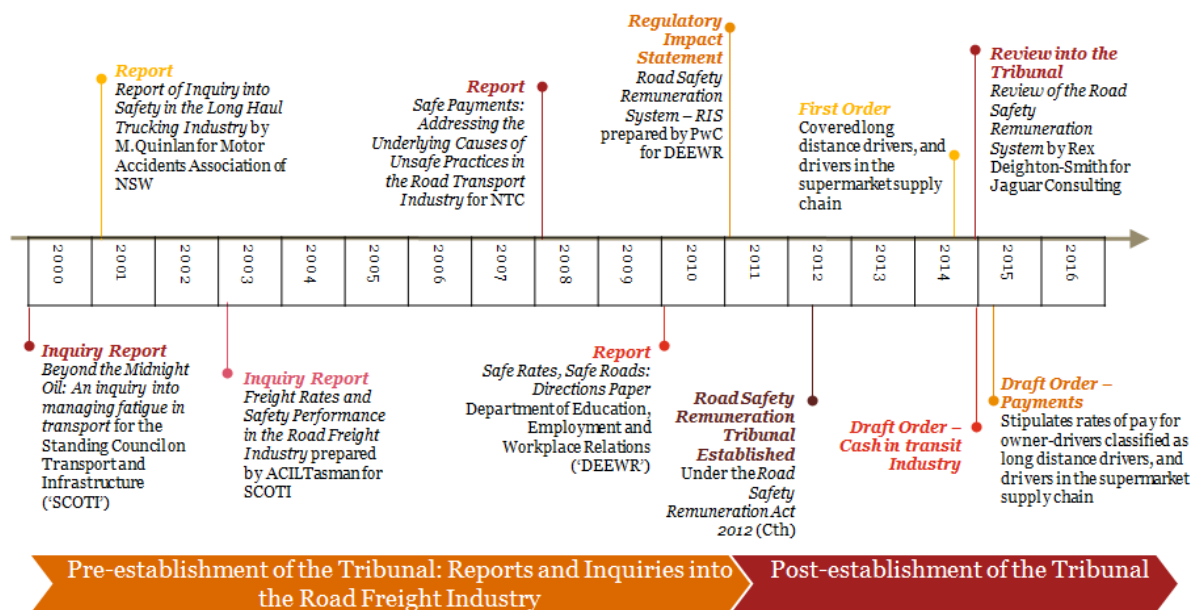 Report
Report of Inquiry into
Safety in the Long Haul
Trucking Industry by
M.Quinlan for Motor
Accidents Association of
NSW
Report
Safe Payments:
Addressing the
Underlying Causes of
Unsafe Practices in
the Road Transport
Industry for NTC
Regulatory
Impact
Statement
Road Safety
Remuneration
System – RIS
prepared by PwC
for DEEWR
First Order
Covered long
distance drivers, and
drivers in the
supermarket supply
chain
Review into the
Tribunal
Review of the Road
Safety
Remuneration
System by Rex
Deighton-Smith for
Jaguar Consulting
2000
2001
2002
2003
2004
2005
2006
2007
2008
2009
2010
2011
2012
2013
2014
2015
2016
Inquiry Report
Beyond the Midnight
Oil: An inquiry into
managing fatigue in
transport for the
Standing Council on
Transport and
Infrastructure
(‘SCOTI’)
Inquiry Report
Freight Rates and
Safety Performance
in the Road Freight
Industry prepared
by ACIL Tasman for
SCOTI
Report
Safe Rates, Safe Roads:
Directions Paper
Department of Education,
Employment and
Workplace Relations
(‘DEEWR’)
Road Safety
Remuneration
Tribunal
Established
Under the Road
Safety
Remuneration Act
2012 (Cth)
Draft Order –
Cash in transit
Industry
Draft Order –
Payments
Stipulates rates of pay for
owner-drivers classified as
long distance drivers, and
drivers in the supermarket
supply chain
Pre-establishment of the Tribunal: Reports and Inquiries into
the Road Freight Industry
Post-establishment of the Tribunal